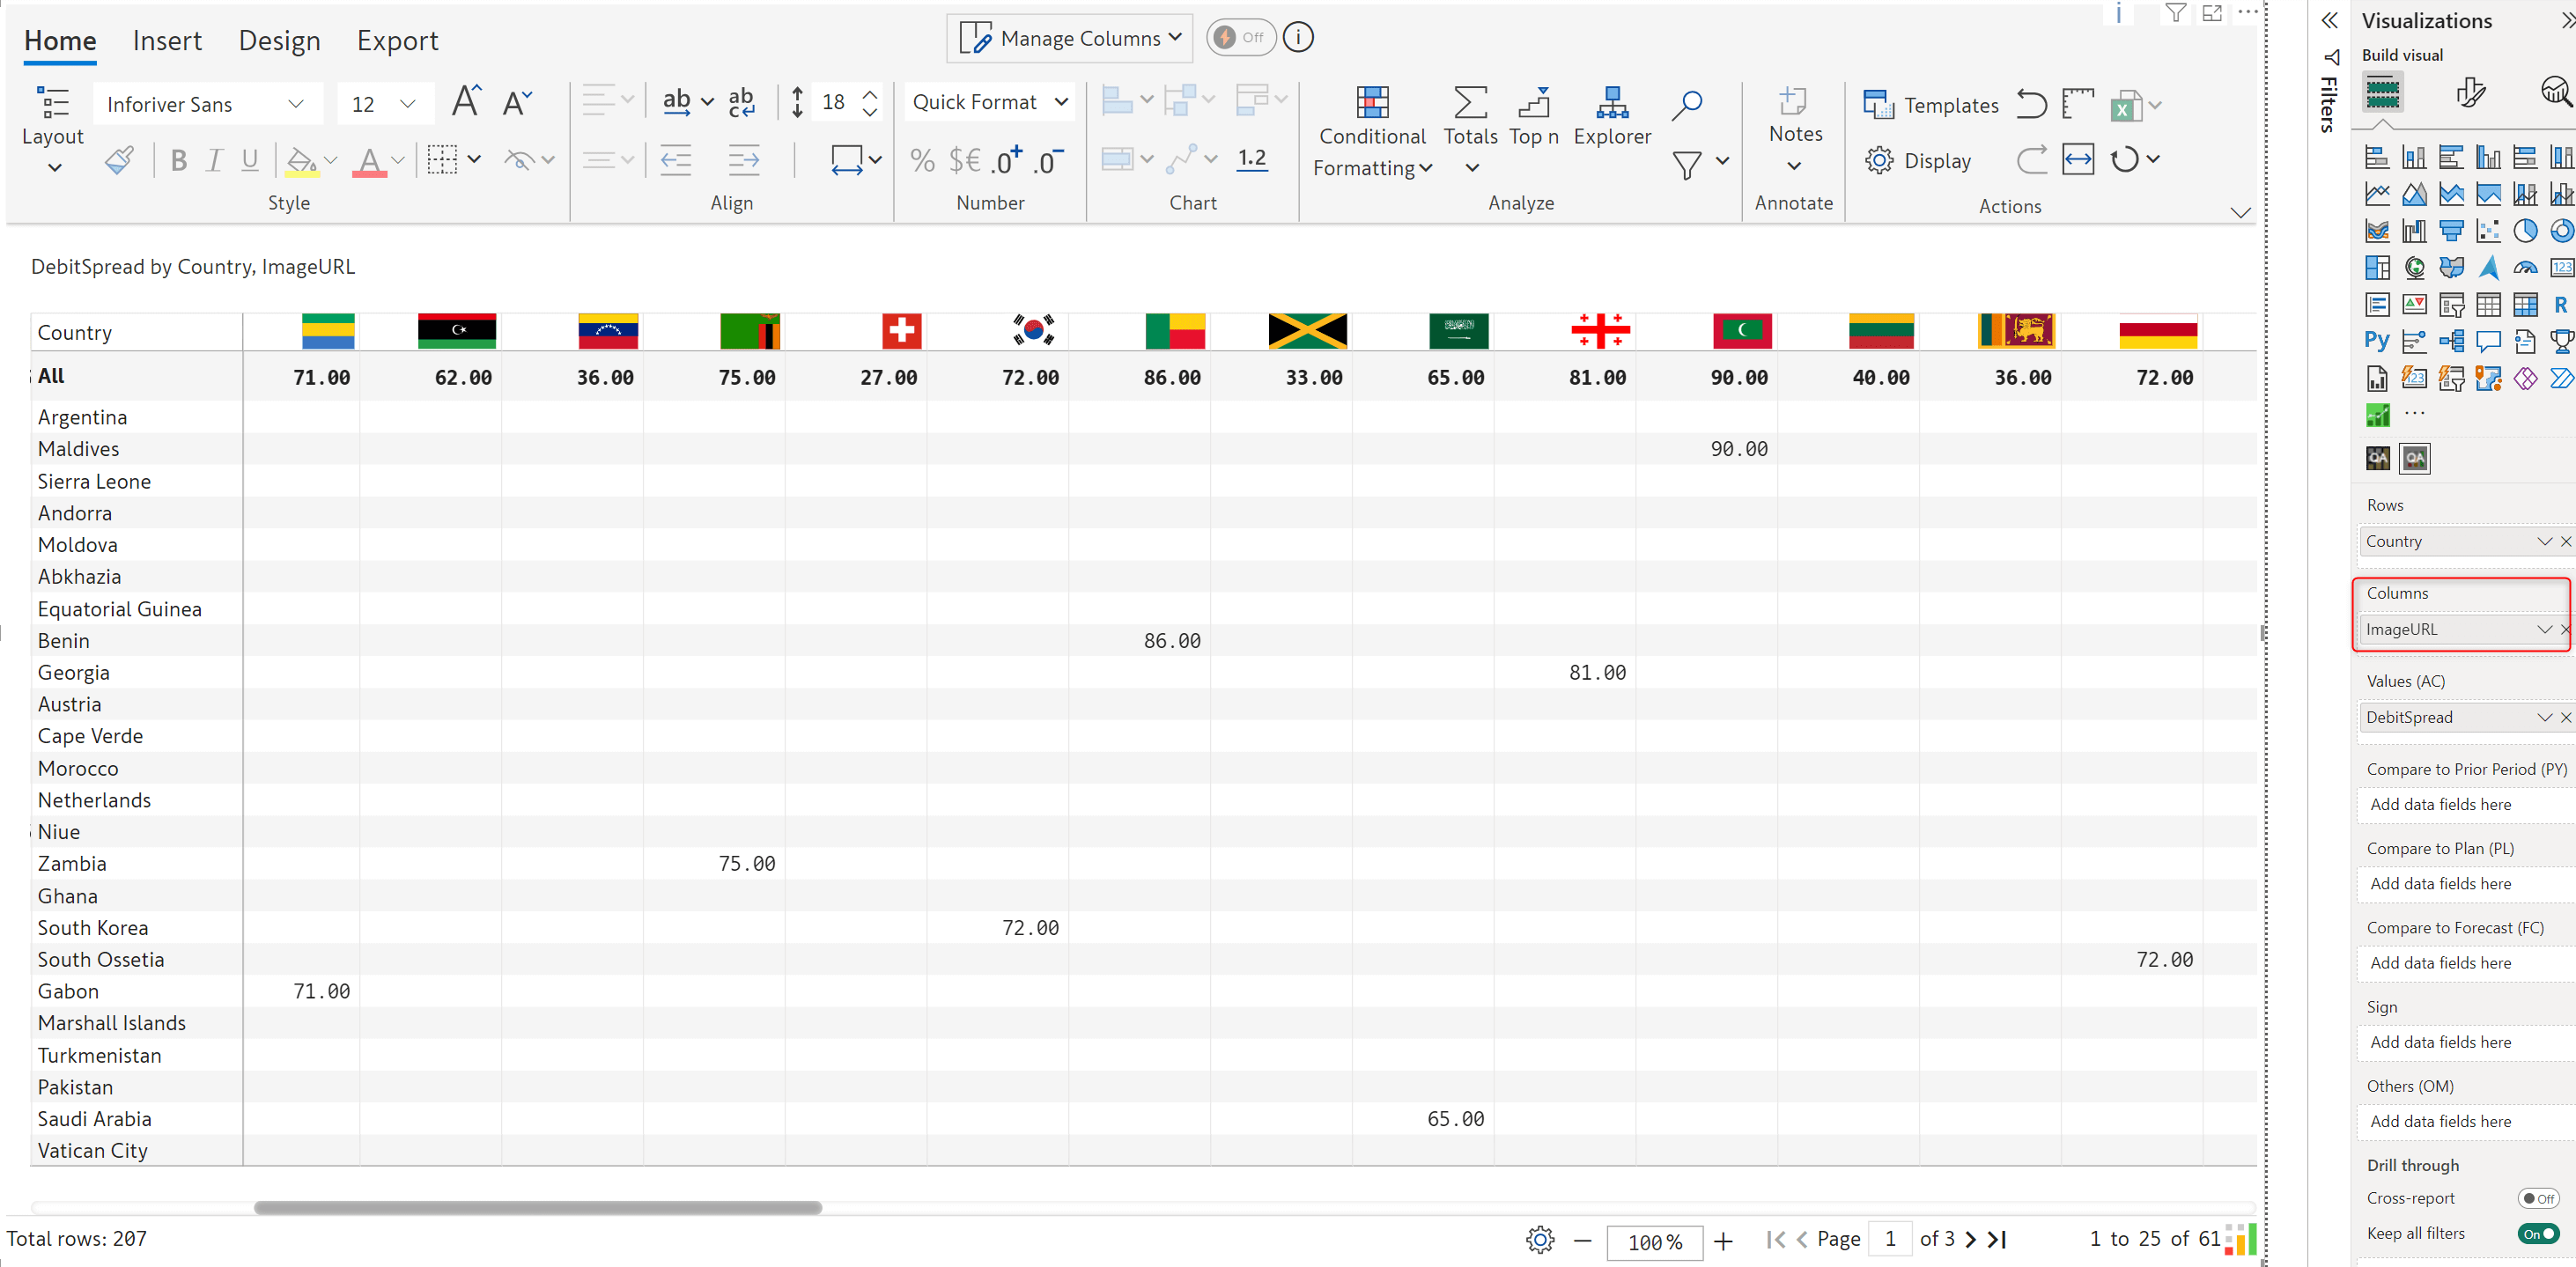 Home Insert Design Export
Manage Columns Off i
Inforiver Sans 12 A A
ab ab 18
Quick Format
Layout
B I U A
% $€ .0+ .0-
1.2
Conditional Formatting
Totals Top n Explorer
Notes
Templates
Display
Style Align Number Chart Analyze Annotate Actions
DebitSpread by Country, ImageURL
Country
All 71.00 62.00 36.00 75.00 27.00 72.00 86.00 33.00 65.00 81.00 90.00 40.00 36.00 72.00
Argentina
Maldives 90.00
Sierra Leone
Andorra
Moldova
Abkhazia
Equatorial Guinea
Benin 86.00
Georgia 81.00
Austria
Cape Verde
Morocco
Netherlands
Niue
Zambia 75.00
Ghana
South Korea 72.00
South Ossetia 72.00
Gabon 71.00
Marshall Islands
Turkmenistan
Pakistan
Saudi Arabia 65.00
Vatican City
Total rows: 207
100 %
Page 1 of 3
1 to 25 of 61
Filters
Visualizations
Build visual
123
R
Py
123
QA QA
Rows
Country
Columns
ImageURL
Values (AC)
DebitSpread
Compare to Prior Period (PY)
Add data fields here
Compare to Plan (PL)
Add data fields here
Compare to Forecast (FC)
Add data fields here
Sign
Add data fields here
Others (OM)
Add data fields here
Drill through
Cross-report Off
Keep all filters On